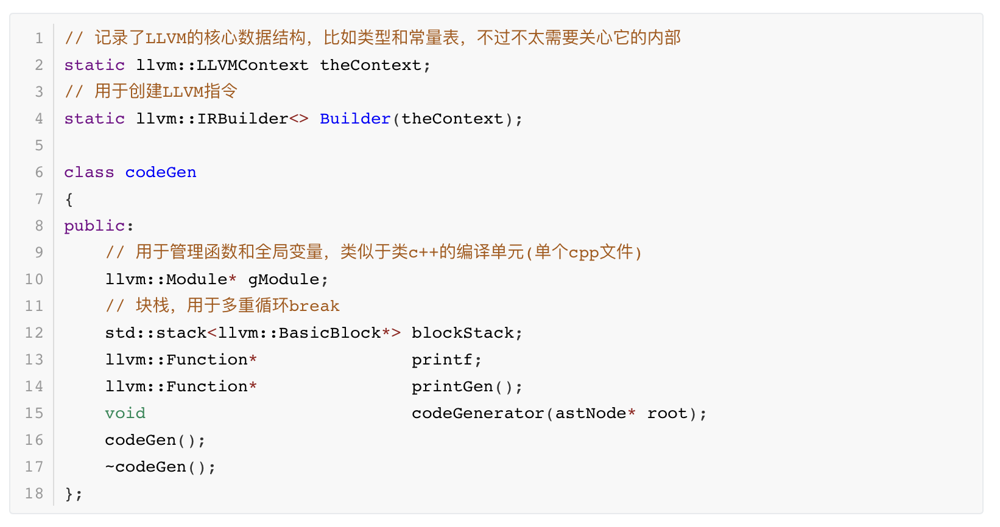 1 // 记录了LLVM的核心数据结构，比如类型和常量表，不过不太需要关心它的内部
2 static llvm::LLVMContext theContext;
3 // 用于创建LLVM指令
4 static llvm::IRBuilder<> Builder(theContext);
5
6 class codeGen
7 {
8 public:
9     // 用于管理函数和全局变量，类似于类c++的编译单元(单个cpp文件)
10     llvm::Module* gModule;
11     // 块栈，用于多重循环break
12     std::stack<llvm::BasicBlock*> blockStack;
13     llvm::Function*               printf;
14     llvm::Function*               printGen();
15     void                          codeGenerator(astNode* root);
16     codeGen();
17     ~codeGen();
18 };